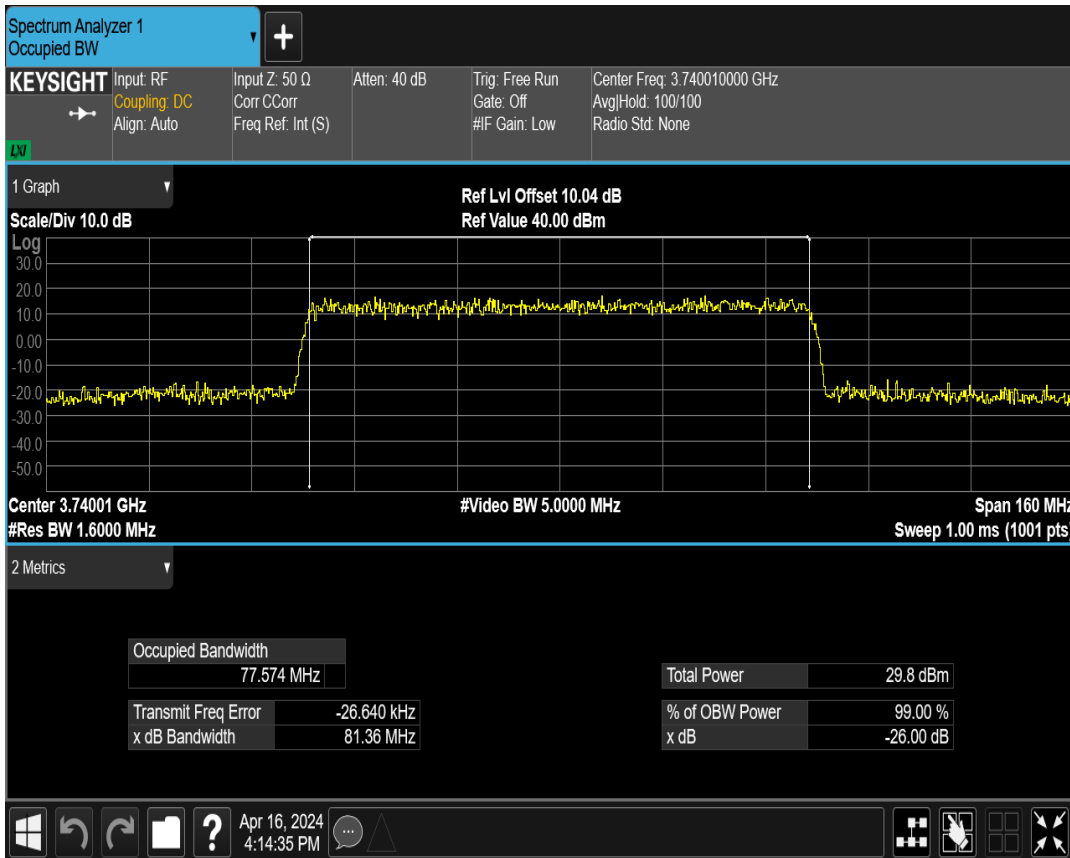 Spectrum Analyzer 1
Occupied BW
+
KEYSIGHT
Input: RF
Coupling: DC
Align: Auto
Input Z: 50 Ω
Corr CCorr
Freq Ref: Int (S)
Atten: 40 dB
Trig: Free Run
Gate: Off
#IF Gain: Low
Center Freq: 3.740010000 GHz
Avg|Hold: 100/100
Radio Std: None
LXI
1 Graph
Ref Lvl Offset 10.04 dB
Scale/Div 10.0 dB
Ref Value 40.00 dBm
Log
30.0
20.0
10.0
0.00
-10.0
-20.0
-30.0
-40.0
-50.0
Center 3.74001 GHz
#Video BW 5.0000 MHz
Span 160 MHz
#Res BW 1.6000 MHz
Sweep 1.00 ms (1001 pts)
2 Metrics
Occupied Bandwidth
77.574 MHz
Total Power 29.8 dBm
Transmit Freq Error -26.640 kHz
% of OBW Power 99.00 %
x dB Bandwidth 81.36 MHz
x dB -26.00 dB
?
Apr 16, 2024
4:14:35 PM